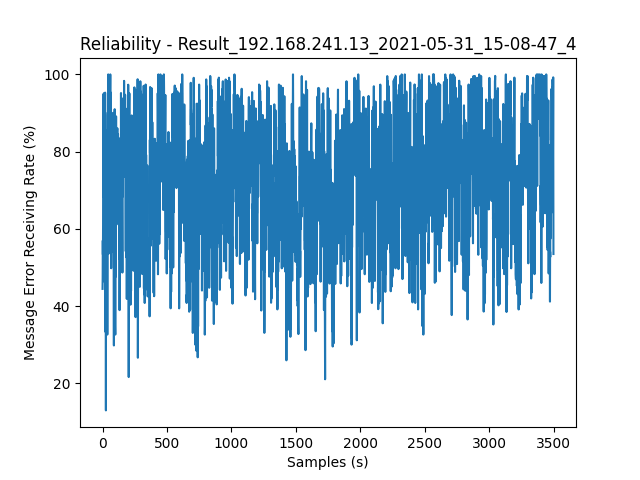 Reliability - Result_192.168.241.13_2021-05-31_15-08-47_4
Message Error Receiving Rate (%)
100
80
60
40
20
0 500 1000 1500 2000 2500 3000 3500
Samples (s)